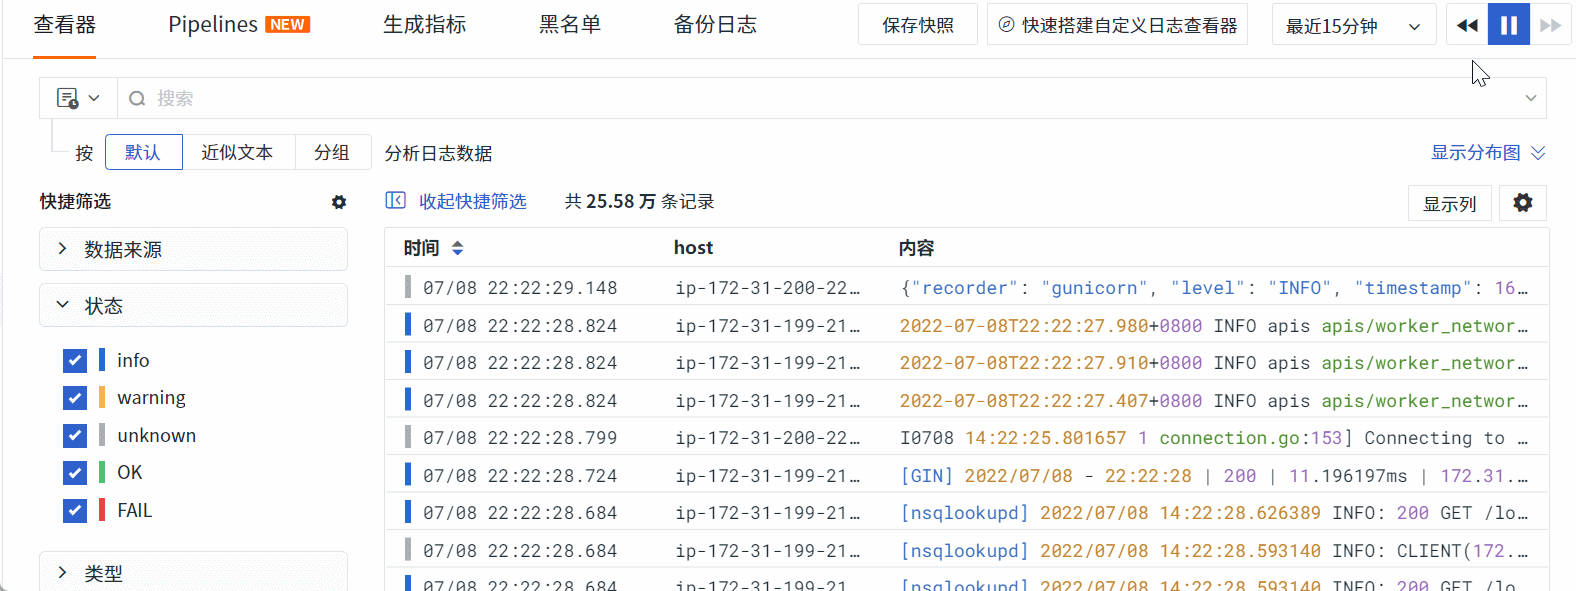 查看器 Pipelines NEW 生成指标 黑名单 备份日志 保存快照 快速搭建自定义日志查看器 最近15分钟
搜索
按 默认 近似文本 分组 分析日志数据 显示分布图
快捷筛选 收起快捷筛选 共 25.58 万 条记录 显示列
数据来源
状态
info
warning
unknown
OK
FAIL
类型
时间 host 内容
07/08 22:22:29.148 ip-172-31-200-22… {"recorder": "gunicorn", "level": "INFO", "timestamp": 16…
07/08 22:22:28.824 ip-172-31-199-21… 2022-07-08T22:22:27.980+0800 INFO apis apis/worker_networ…
07/08 22:22:28.824 ip-172-31-199-21… 2022-07-08T22:22:27.910+0800 INFO apis apis/worker_networ…
07/08 22:22:28.824 ip-172-31-199-21… 2022-07-08T22:22:27.407+0800 INFO apis apis/worker_networ…
07/08 22:22:28.799 ip-172-31-200-22… I0708 14:22:25.801657 1 connection.go:153] Connecting to …
07/08 22:22:28.724 ip-172-31-199-21… [GIN] 2022/07/08 - 22:22:28 | 200 | 11.196197ms | 172.31.…
07/08 22:22:28.684 ip-172-31-199-21… [nsqlookupd] 2022/07/08 14:22:28.626389 INFO: 200 GET /lo…
07/08 22:22:28.684 ip-172-31-199-21… [nsqlookupd] 2022/07/08 14:22:28.593140 INFO: CLIENT(172.…
07/08 22:22:28.684 ip-172-31-199-21… [nsqlookupd] 2022/07/08 14:22:28.593140 INFO: 200 GET /lo…